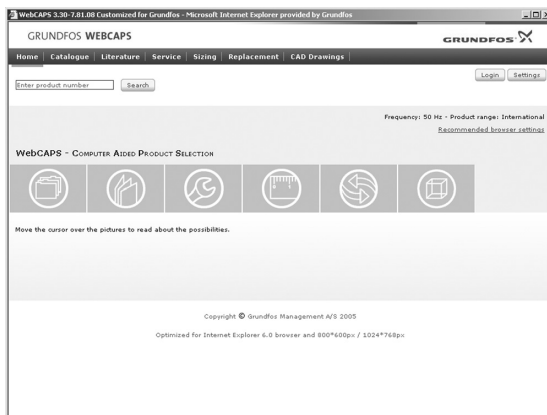 WebCAPS 3.30-7.81.08 Customized for Grundfos - Microsoft Internet Explorer provided by Grundfos
GRUNDFOS WEBCAPS
GRUNDFOS
Home Catalogue Literature Service Sizing Replacement CAD Drawings
Login Settings
Enter product number Search
Frequency: 50 Hz - Product range: International
Recommended browser settings
WEBCAPS - COMPUTER AIDED PRODUCT SELECTION
Move the cursor over the pictures to read about the possibilities.
Copyright © Grundfos Management A/S 2005
Optimized for Internet Explorer 6.0 browser and 800*600px / 1024*768px